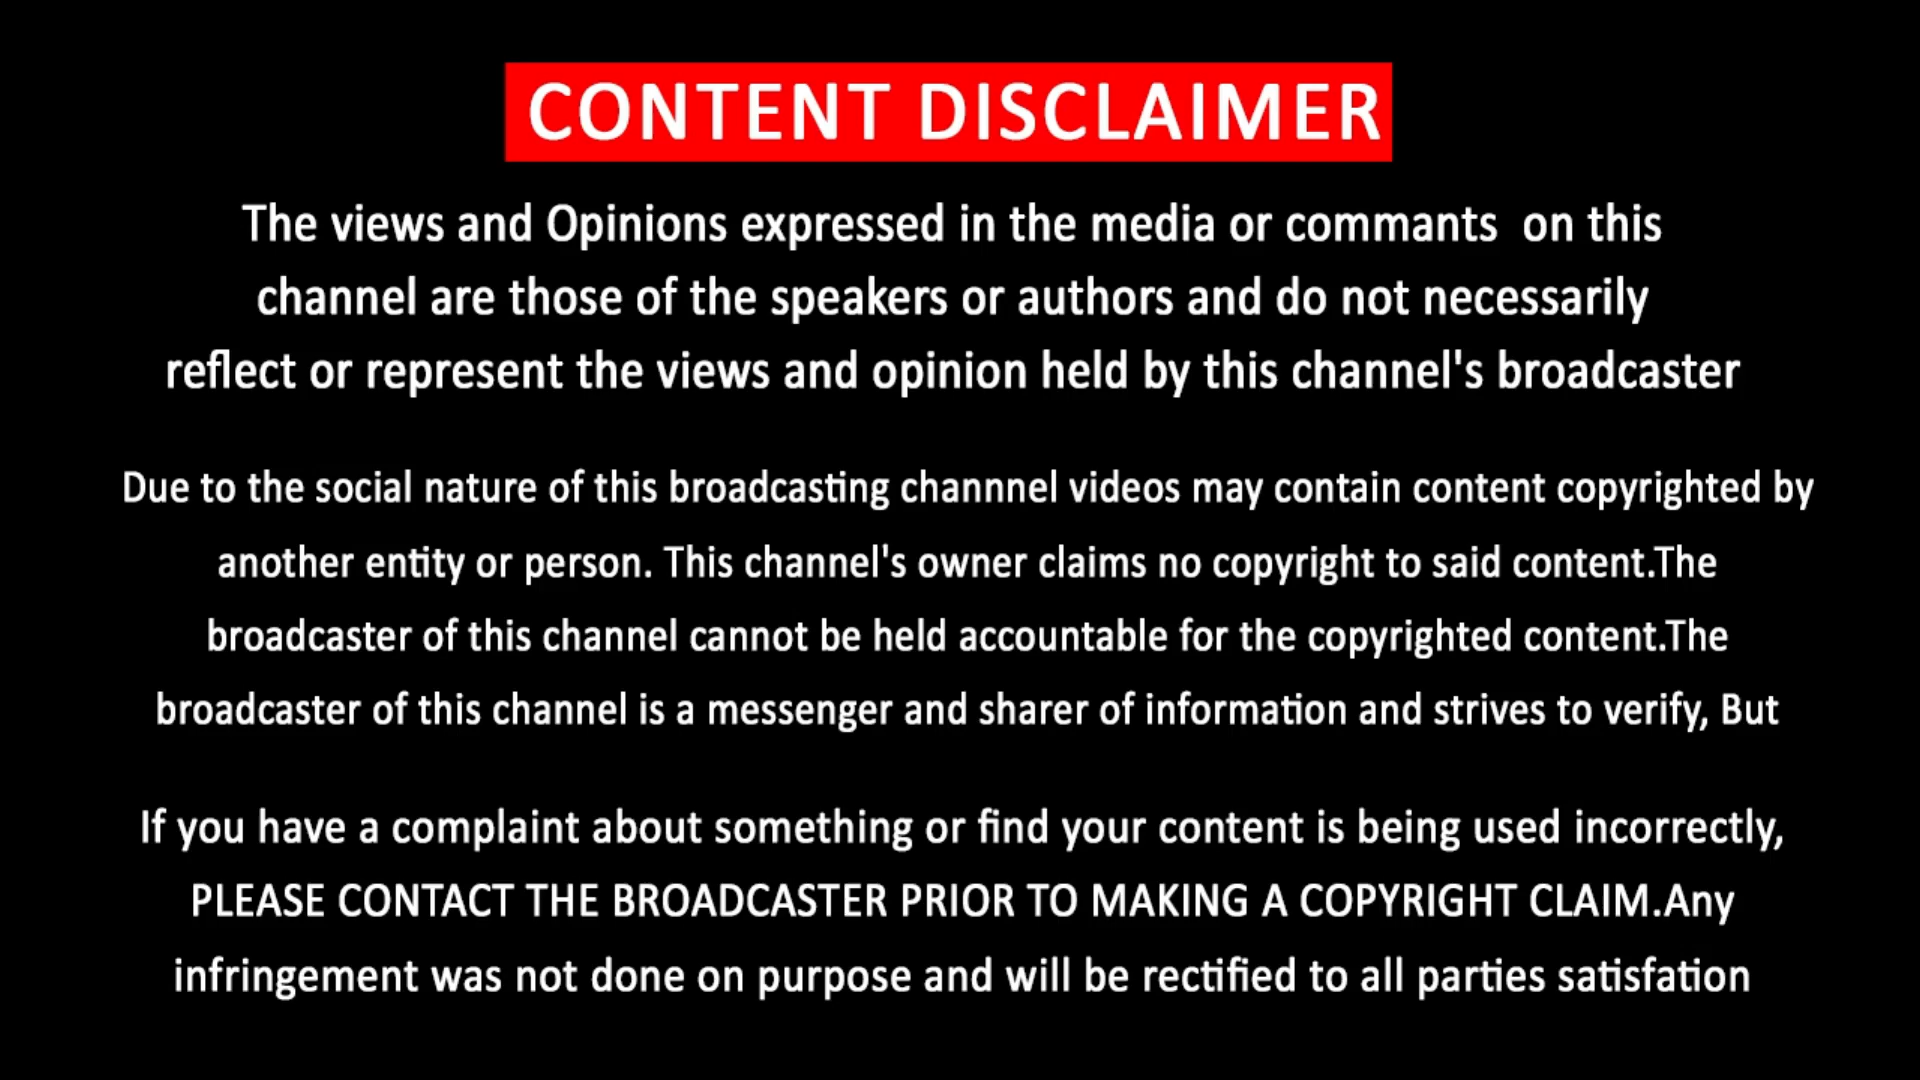 CONTENT DISCLAIMER
The views and Opinions expressed in the media or commants on this
channel are those of the speakers or authors and do not necessarily
reflect or represent the views and opinion held by this channel's broadcaster
Due to the social nature of this broadcasting channnel videos may contain content copyrighted by
another entity or person. This channel's owner claims no copyright to said content.The
broadcaster of this channel cannot be held accountable for the copyrighted content.The
broadcaster of this channel is a messenger and sharer of information and strives to verify, But
If you have a complaint about something or find your content is being used incorrectly,
PLEASE CONTACT THE BROADCASTER PRIOR TO MAKING A COPYRIGHT CLAIM.Any
infringement was not done on purpose and will be rectified to all parties satisfation